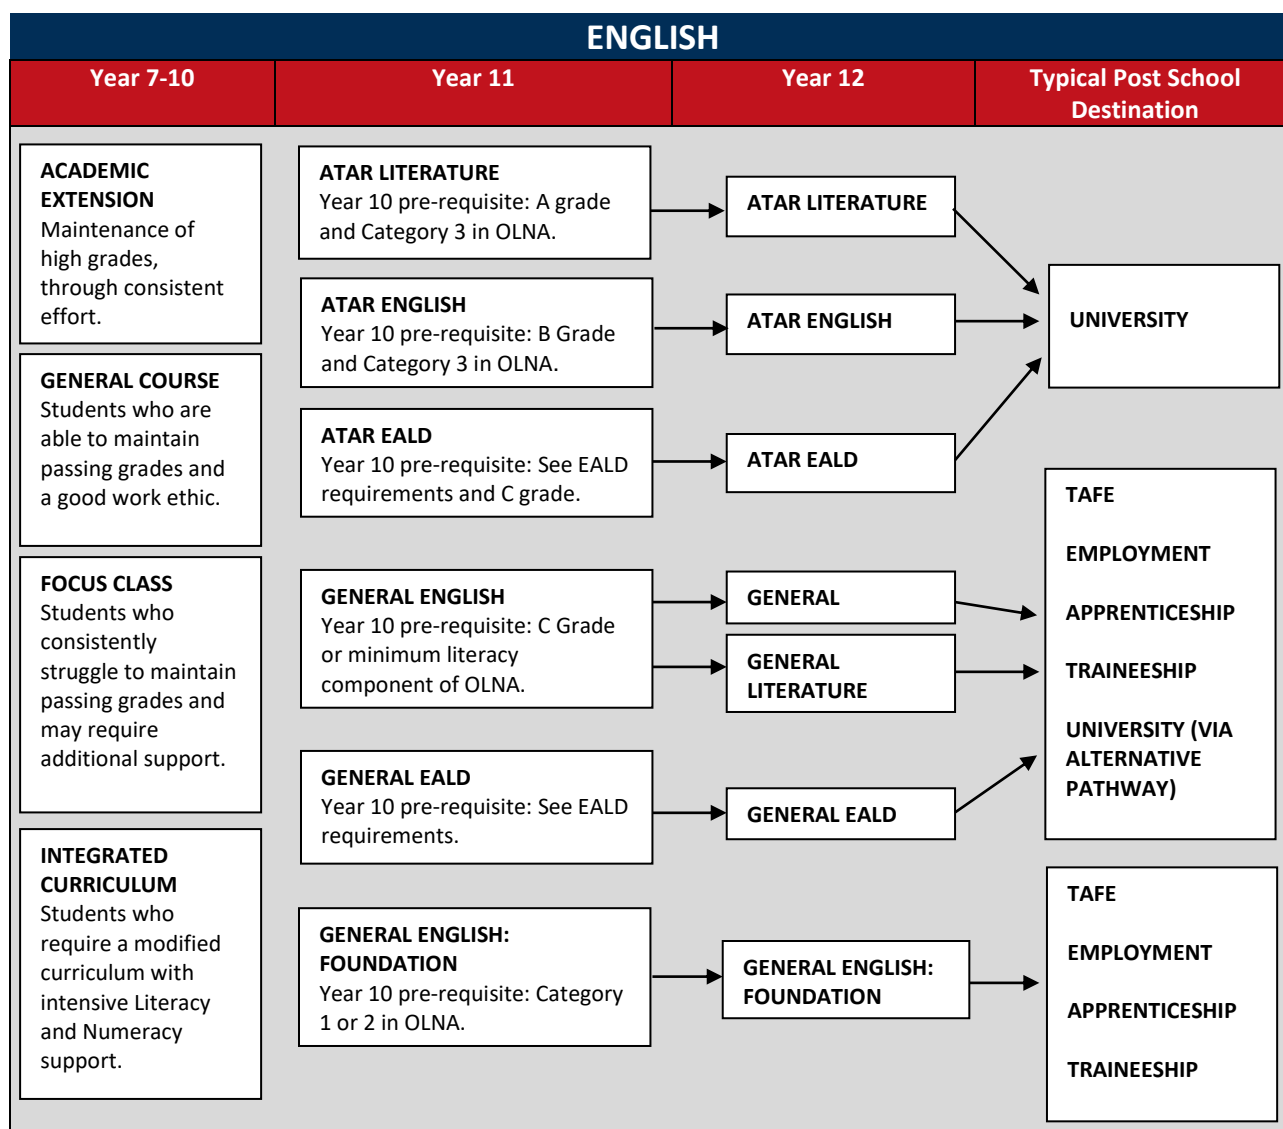 ENGLISH
Year 7-10
Year 11
Year 12
Typical Post School
Destination
ACADEMIC
EXTENSION
Maintenance of
high grades,
through consistent
effort.
GENERAL COURSE
Students who are
able to maintain
passing grades and
a good work ethic.
FOCUS CLASS
Students who
consistently
struggle to maintain
passing grades and
may require
additional support.
INTEGRATED
CURRICULUM
Students who
require a modified
curriculum with
intensive Literacy
and Numeracy
support.
ATAR LITERATURE
Year 10 pre-requisite: A grade
and Category 3 in OLNA.
ATAR ENGLISH
Year 10 pre-requisite: B Grade
and Category 3 in OLNA.
ATAR EALD
Year 10 pre-requisite: See EALD
requirements and C grade.
GENERAL ENGLISH
Year 10 pre-requisite: C Grade
or minimum literacy
component of OLNA.
GENERAL EALD
Year 10 pre-requisite: See EALD
requirements.
GENERAL ENGLISH:
FOUNDATION
Year 10 pre-requisite: Category
1 or 2 in OLNA.
ATAR LITERATURE
ATAR ENGLISH
ATAR EALD
GENERAL
GENERAL
LITERATURE
GENERAL EALD
GENERAL ENGLISH:
FOUNDATION
UNIVERSITY
TAFE
EMPLOYMENT
APPRENTICESHIP
TRAINEESHIP
UNIVERSITY (VIA
ALTERNATIVE
PATHWAY)
TAFE
EMPLOYMENT
APPRENTICESHIP
TRAINEESHIP